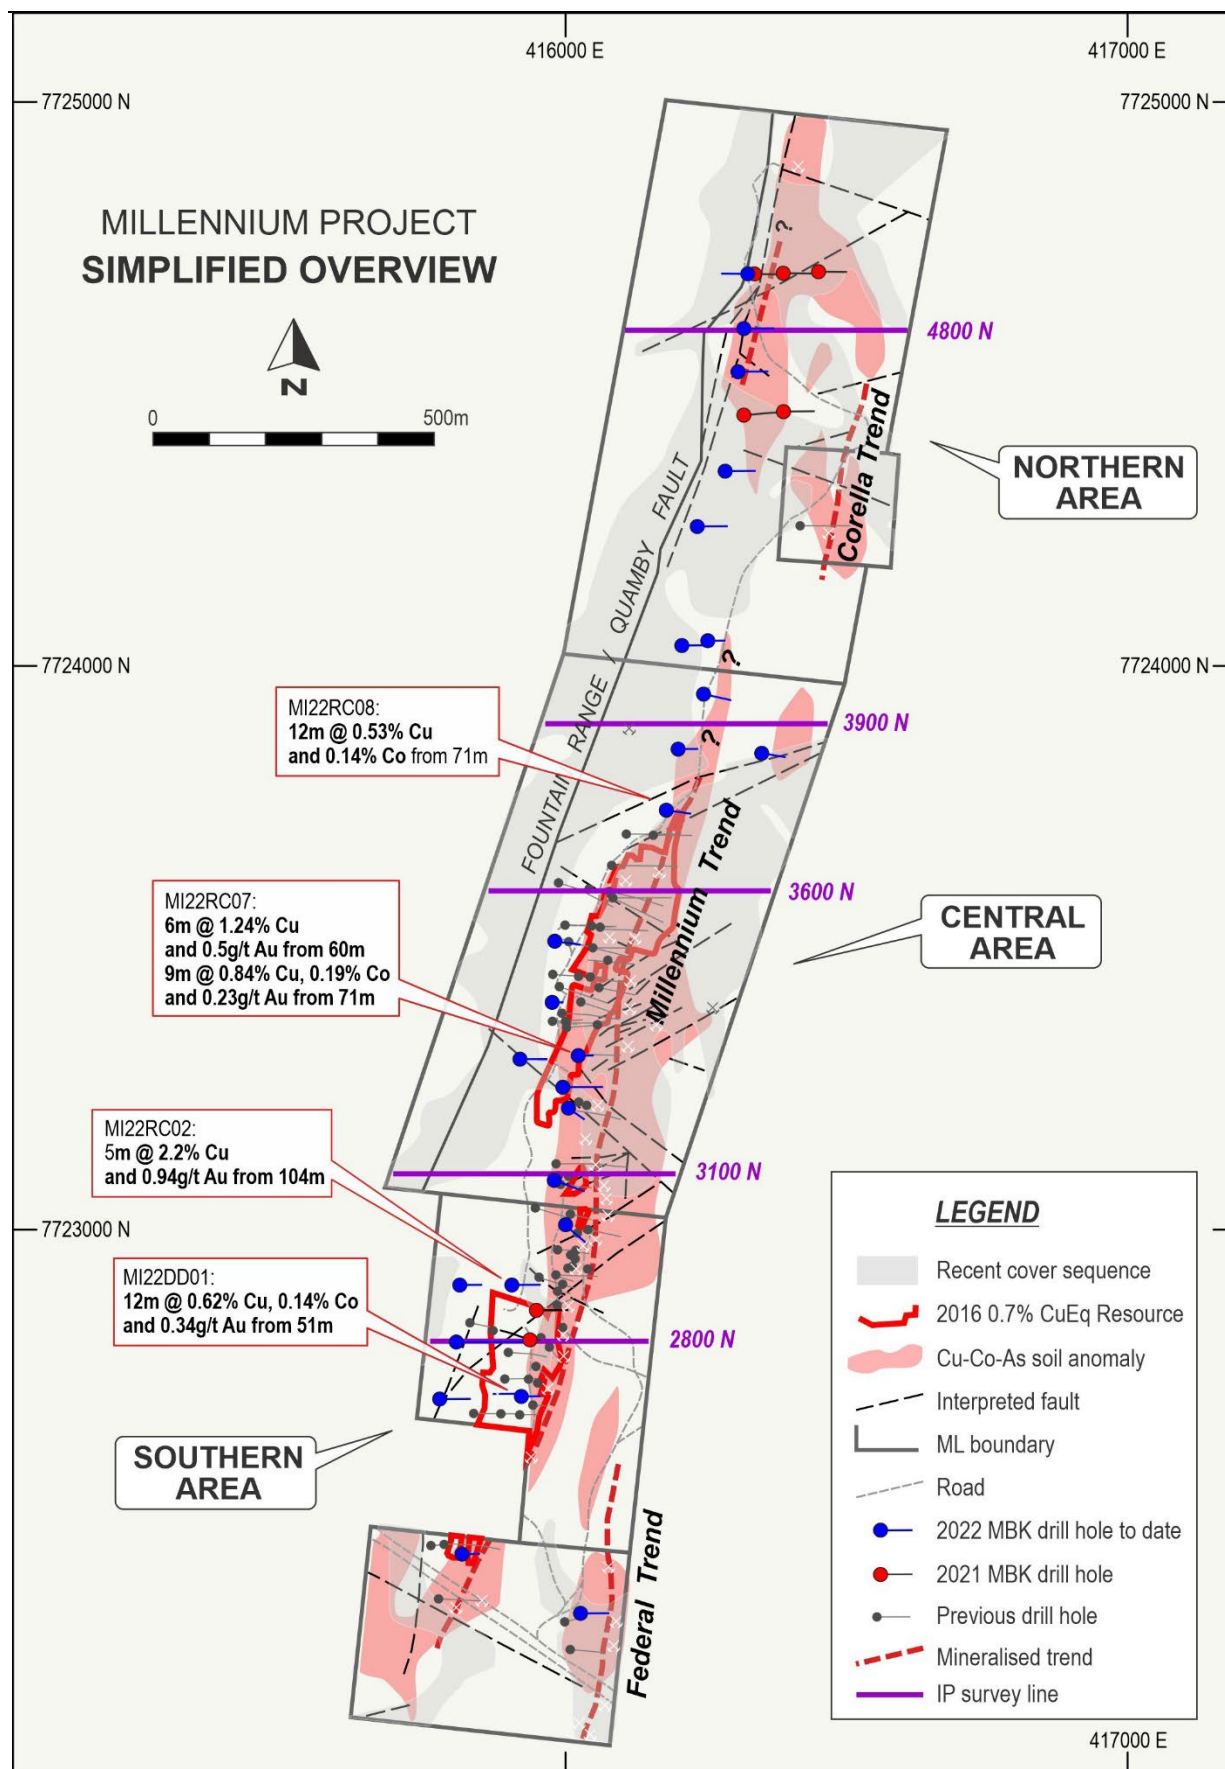 416000 E
417000 E
7725000 N
7725000 N
MILLENNIUM PROJECT
SIMPLIFIED OVERVIEW
N
0
500m
?
4800 N
Corella Trend
NORTHERN
AREA
FOUNTAIN RANGE / QUAMBY FAULT
7724000 N
7724000 N
?
MI22RC08:
12m @ 0.53% Cu
and 0.14% Co from 71m
3900 N
?
Millennium Trend
3600 N
MI22RC07:
6m @ 1.24% Cu
and 0.5g/t Au from 60m
9m @ 0.84% Cu, 0.19% Co
and 0.23g/t Au from 71m
CENTRAL
AREA
MI22RC02:
5m @ 2.2% Cu
and 0.94g/t Au from 104m
3100 N
7723000 N
MI22DD01:
12m @ 0.62% Cu, 0.14% Co
and 0.34g/t Au from 51m
2800 N
SOUTHERN
AREA
Federal Trend
LEGEND
Recent cover sequence
2016 0.7% CuEq Resource
Cu-Co-As soil anomaly
Interpreted fault
ML boundary
Road
2022 MBK drill hole to date
2021 MBK drill hole
Previous drill hole
Mineralised trend
IP survey line
417000 E